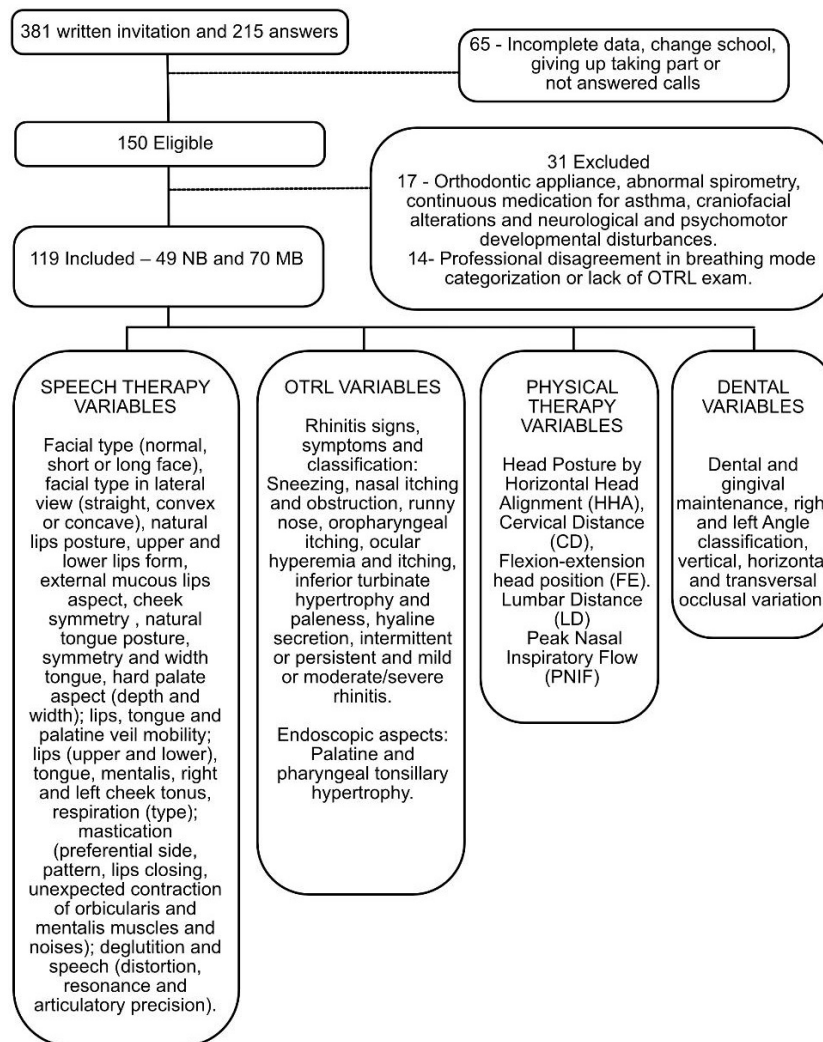 381 written invitation and 215 answers
65 - Incomplete data, change school,
giving up taking part or
not answered calls
150 Eligible
31 Excluded
17 - Orthodontic appliance, abnormal spirometry,
continuous medication for asthma, craniofacial
alterations and neurological and psychomotor
developmental disturbances.
14- Professional disagreement in breathing mode
categorization or lack of OTRL exam.
119 Included – 49 NB and 70 MB
SPEECH THERAPY
VARIABLES
Facial type (normal,
short or long face),
facial type in lateral
view (straight, convex
or concave), natural
lips posture, upper and
lower lips form,
external mucous lips
aspect, cheek
symmetry , natural
tongue posture,
symmetry and width
tongue, hard palate
aspect (depth and
width); lips, tongue and
palatine veil mobility;
lips (upper and lower),
tongue, mentalis, right
and left cheek tonus,
respiration (type);
mastication
(preferential side,
pattern, lips closing,
unexpected contraction
of orbicularis and
mentalis muscles and
noises); deglutition and
speech (distortion,
resonance and
articulatory precision).
OTRL VARIABLES
Rhinitis signs,
symptoms and
classification:
Sneezing, nasal itching
and obstruction, runny
nose, oropharyngeal
itching, ocular
hyperemia and itching,
inferior turbinate
hypertrophy and
paleness, hyaline
secretion, intermittent
or persistent and mild
or moderate/severe
rhinitis.
Endoscopic aspects:
Palatine and
pharyngeal tonsillary
hypertrophy.
PHYSICAL
THERAPY
VARIABLES
Head Posture by
Horizontal Head
Alignment (HHA),
Cervical Distance (CD),
Flexion-extension
head position (FE).
Lumbar Distance
(LD)
Peak Nasal
Inspiratory Flow
(PNIF)
DENTAL
VARIABLES
Dental and
gingival
maintenance, right
and left Angle
classification,
vertical, horizontal
and transversal
occlusal variation